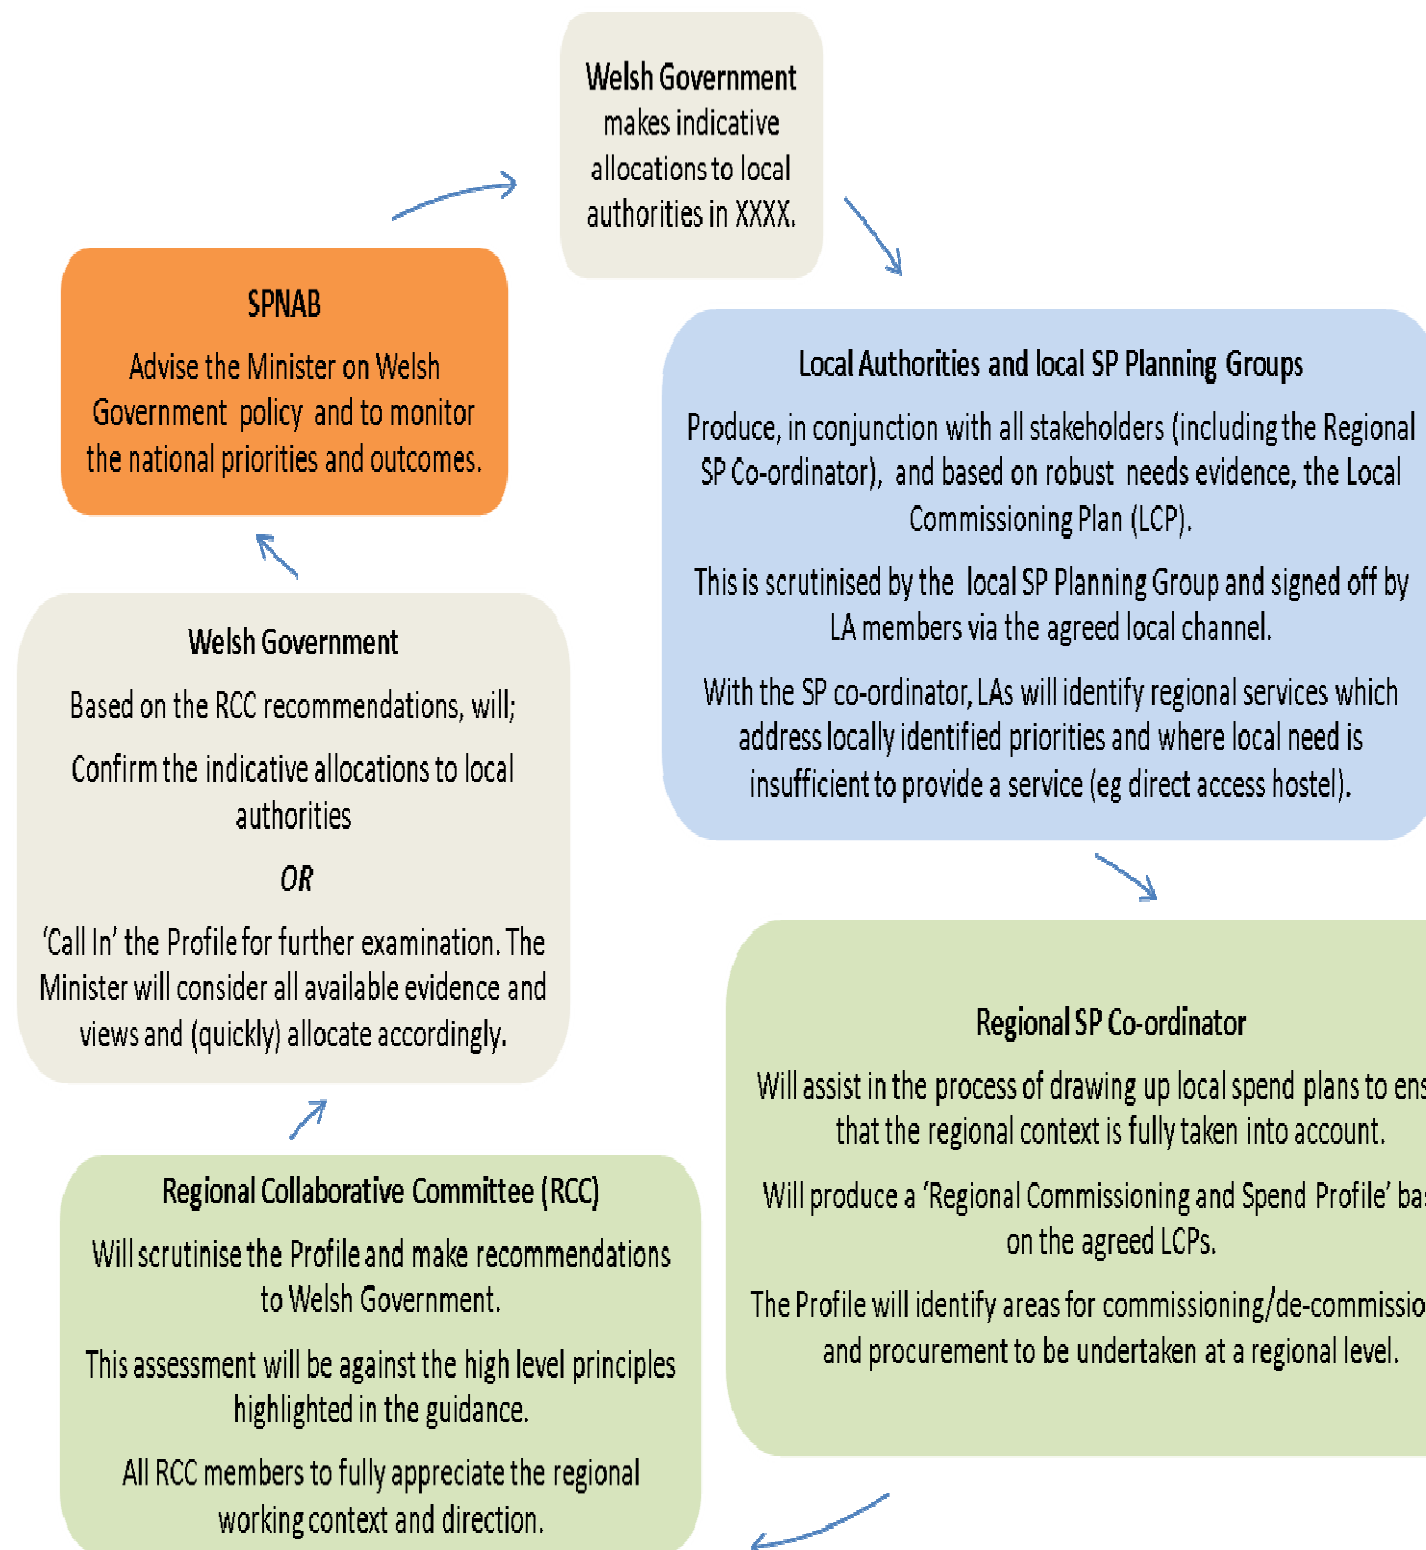 Welsh Government
makes indicative
allocations to local
authorities in XXXX.
Local Authorities and local SP Planning Groups
Produce, in conjunction with all stakeholders (including the Regional
SP Co-ordinator), and based on robust needs evidence, the Local
Commissioning Plan (LCP).
This is scrutinised by the local SP Planning Group and signed off by
LA members via the agreed local channel.
With the SP co-ordinator, LAs will identify regional services which
address locally identified priorities and where local need is
insufficient to provide a service (eg direct access hostel).
Regional SP Co-ordinator
Will assist in the process of drawing up local spend plans to
that the regional context is fully taken into account.
Will produce a ‘Regional Commissioning and Spend Profile’
on the agreed LCPs.
The Profile will identify areas for commissioning/
and procurement to be undertaken at a regional level.
Regional Collaborative Committee (RCC)
Will scrutinise the Profile and make recommendations
to Welsh Government.
This assessment will be against the high level principles
highlighted in the guidance.
All RCC members to fully appreciate the regional
working context and direction.
Welsh Government
Based on the RCC recommendations, will;
Confirm the indicative allocations to local
authorities
OR
‘Call In’ the Profile for further examination. The
Minister will consider all available evidence and
views and (quickly) allocate accordingly.
SPNAB
Advise the Minister on Welsh
Government policy and to monitor
the national priorities and outcomes.